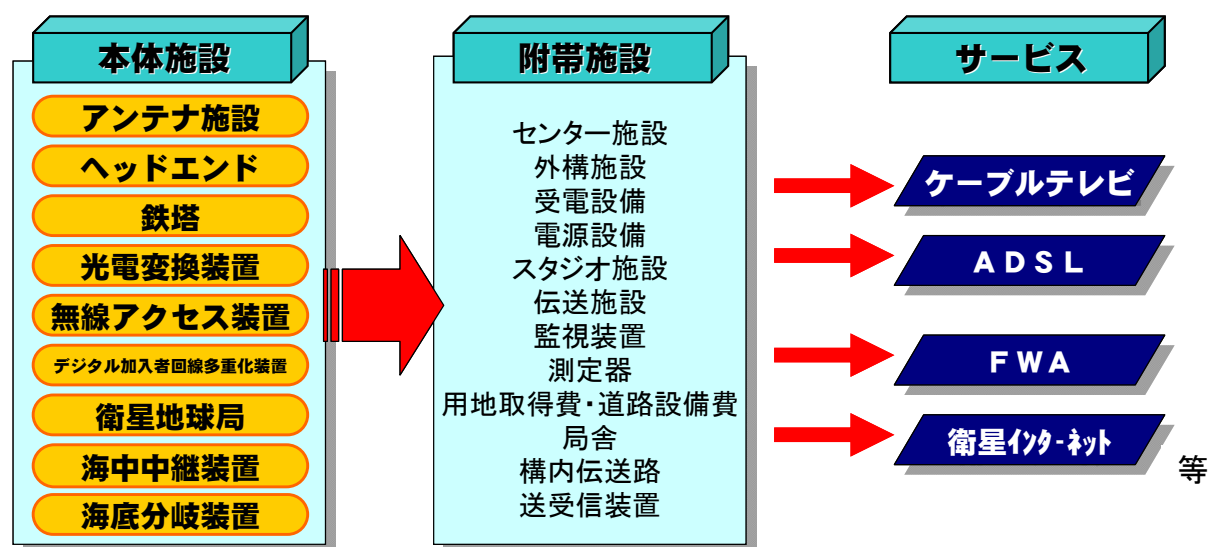 本体施設
アンテナ施設
ヘッドエンド
鉄塔
光電変換装置
無線アクセス装置
デジタル加入者回線多重化装置
衛星地球局
海中中継装置
海底分岐装置
附帯施設
センター施設
外構施設
受電設備
電源設備
スタジオ施設
伝送施設
監視装置
測定器
用地取得費・道路設備費
局舎
構内伝送路
送受信装置
サービス
ケーブルテレビ
ＡＤＳＬ
ＦＷＡ
衛星ｲﾝﾀｰﾈｯﾄ
等